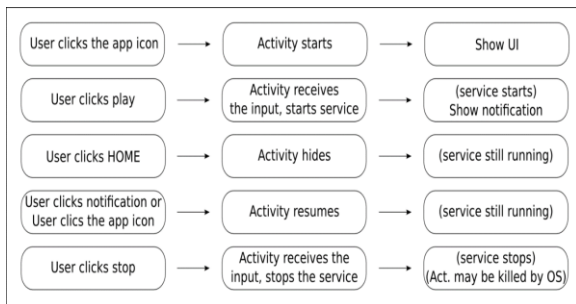 User clicks the app icon
Activity starts
Show UI
User clicks play
Activity receives
the input, starts service
(service starts)
Show notification
User clicks HOME
Activity hides
(service still running)
User clicks notification or
User clics the app icon
Activity resumes
(service still running)
User clicks stop
Activity receives the
input, stops the service
(service stops)
(Act. may be killed by OS)